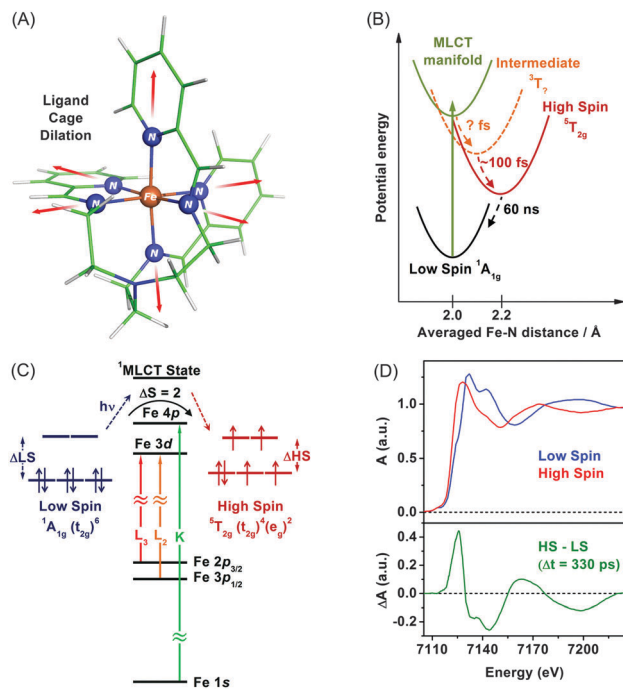 (A)
Ligand
Cage
Dilation
N
N
N
Fe
N
N
N
(B)
MLCT
manifold
Intermediate
³T?
High Spin
⁵T₂g
? fs
~100 fs
60 ns
Low Spin ¹A₁g
Potential energy
2.0
2.2
Averaged Fe-N distance / Å
(C)
¹MLCT State
hν
ΔS = 2
Fe 4p
ΔLS
Fe 3d
ΔHS
Low Spin
¹A₁g (t₂g)⁶
High Spin
⁵T₂g (t₂g)⁴(eg)²
L₃
L₂
K
Fe 2p3/2
Fe 3p1/2
Fe 1s
(D)
A (a.u.)
1.0
0.5
0.0
Low Spin
High Spin
ΔA (a.u.)
0.4
0.2
0.0
-0.2
HS - LS
(Δt = 330 ps)
7110
7140
7170
7200
Energy (eV)